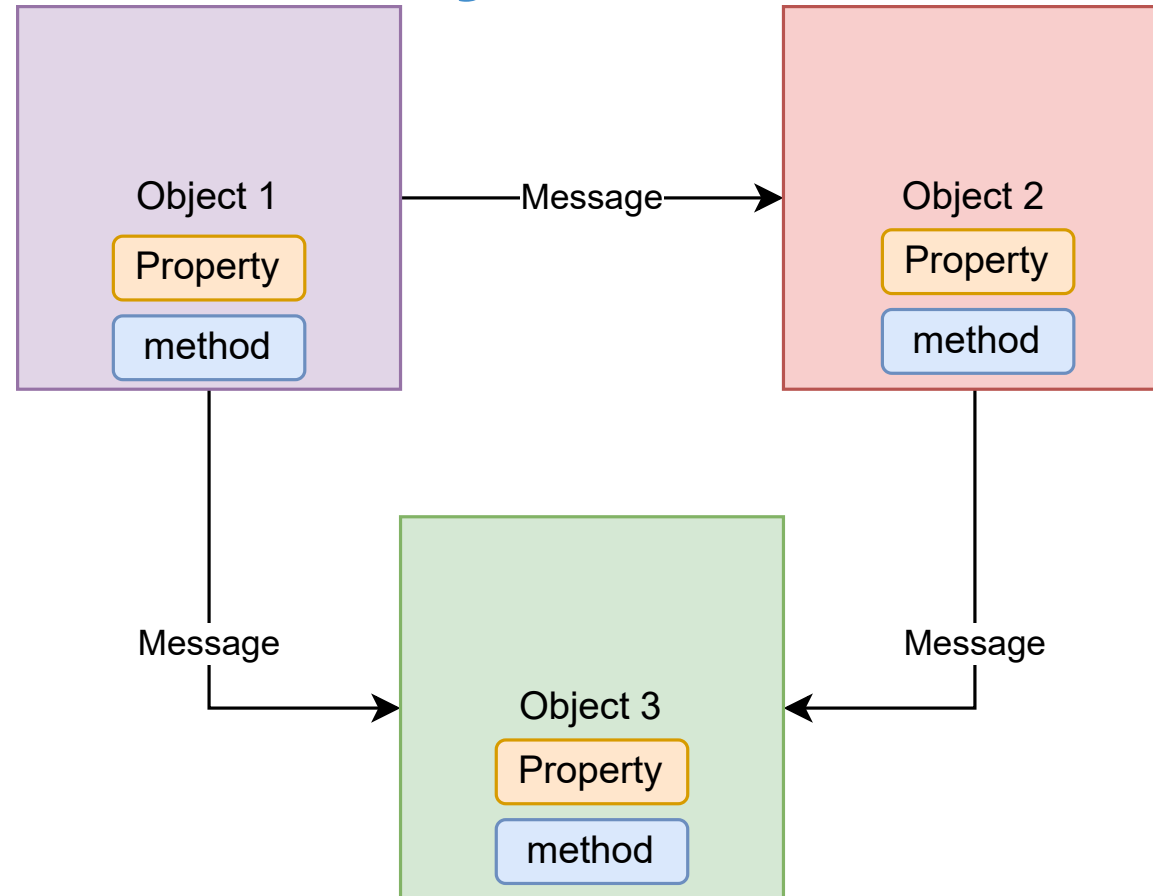 Object 1
Property
method
Message
Object 2
Property
method
Message
Message
Object 3
Property
method